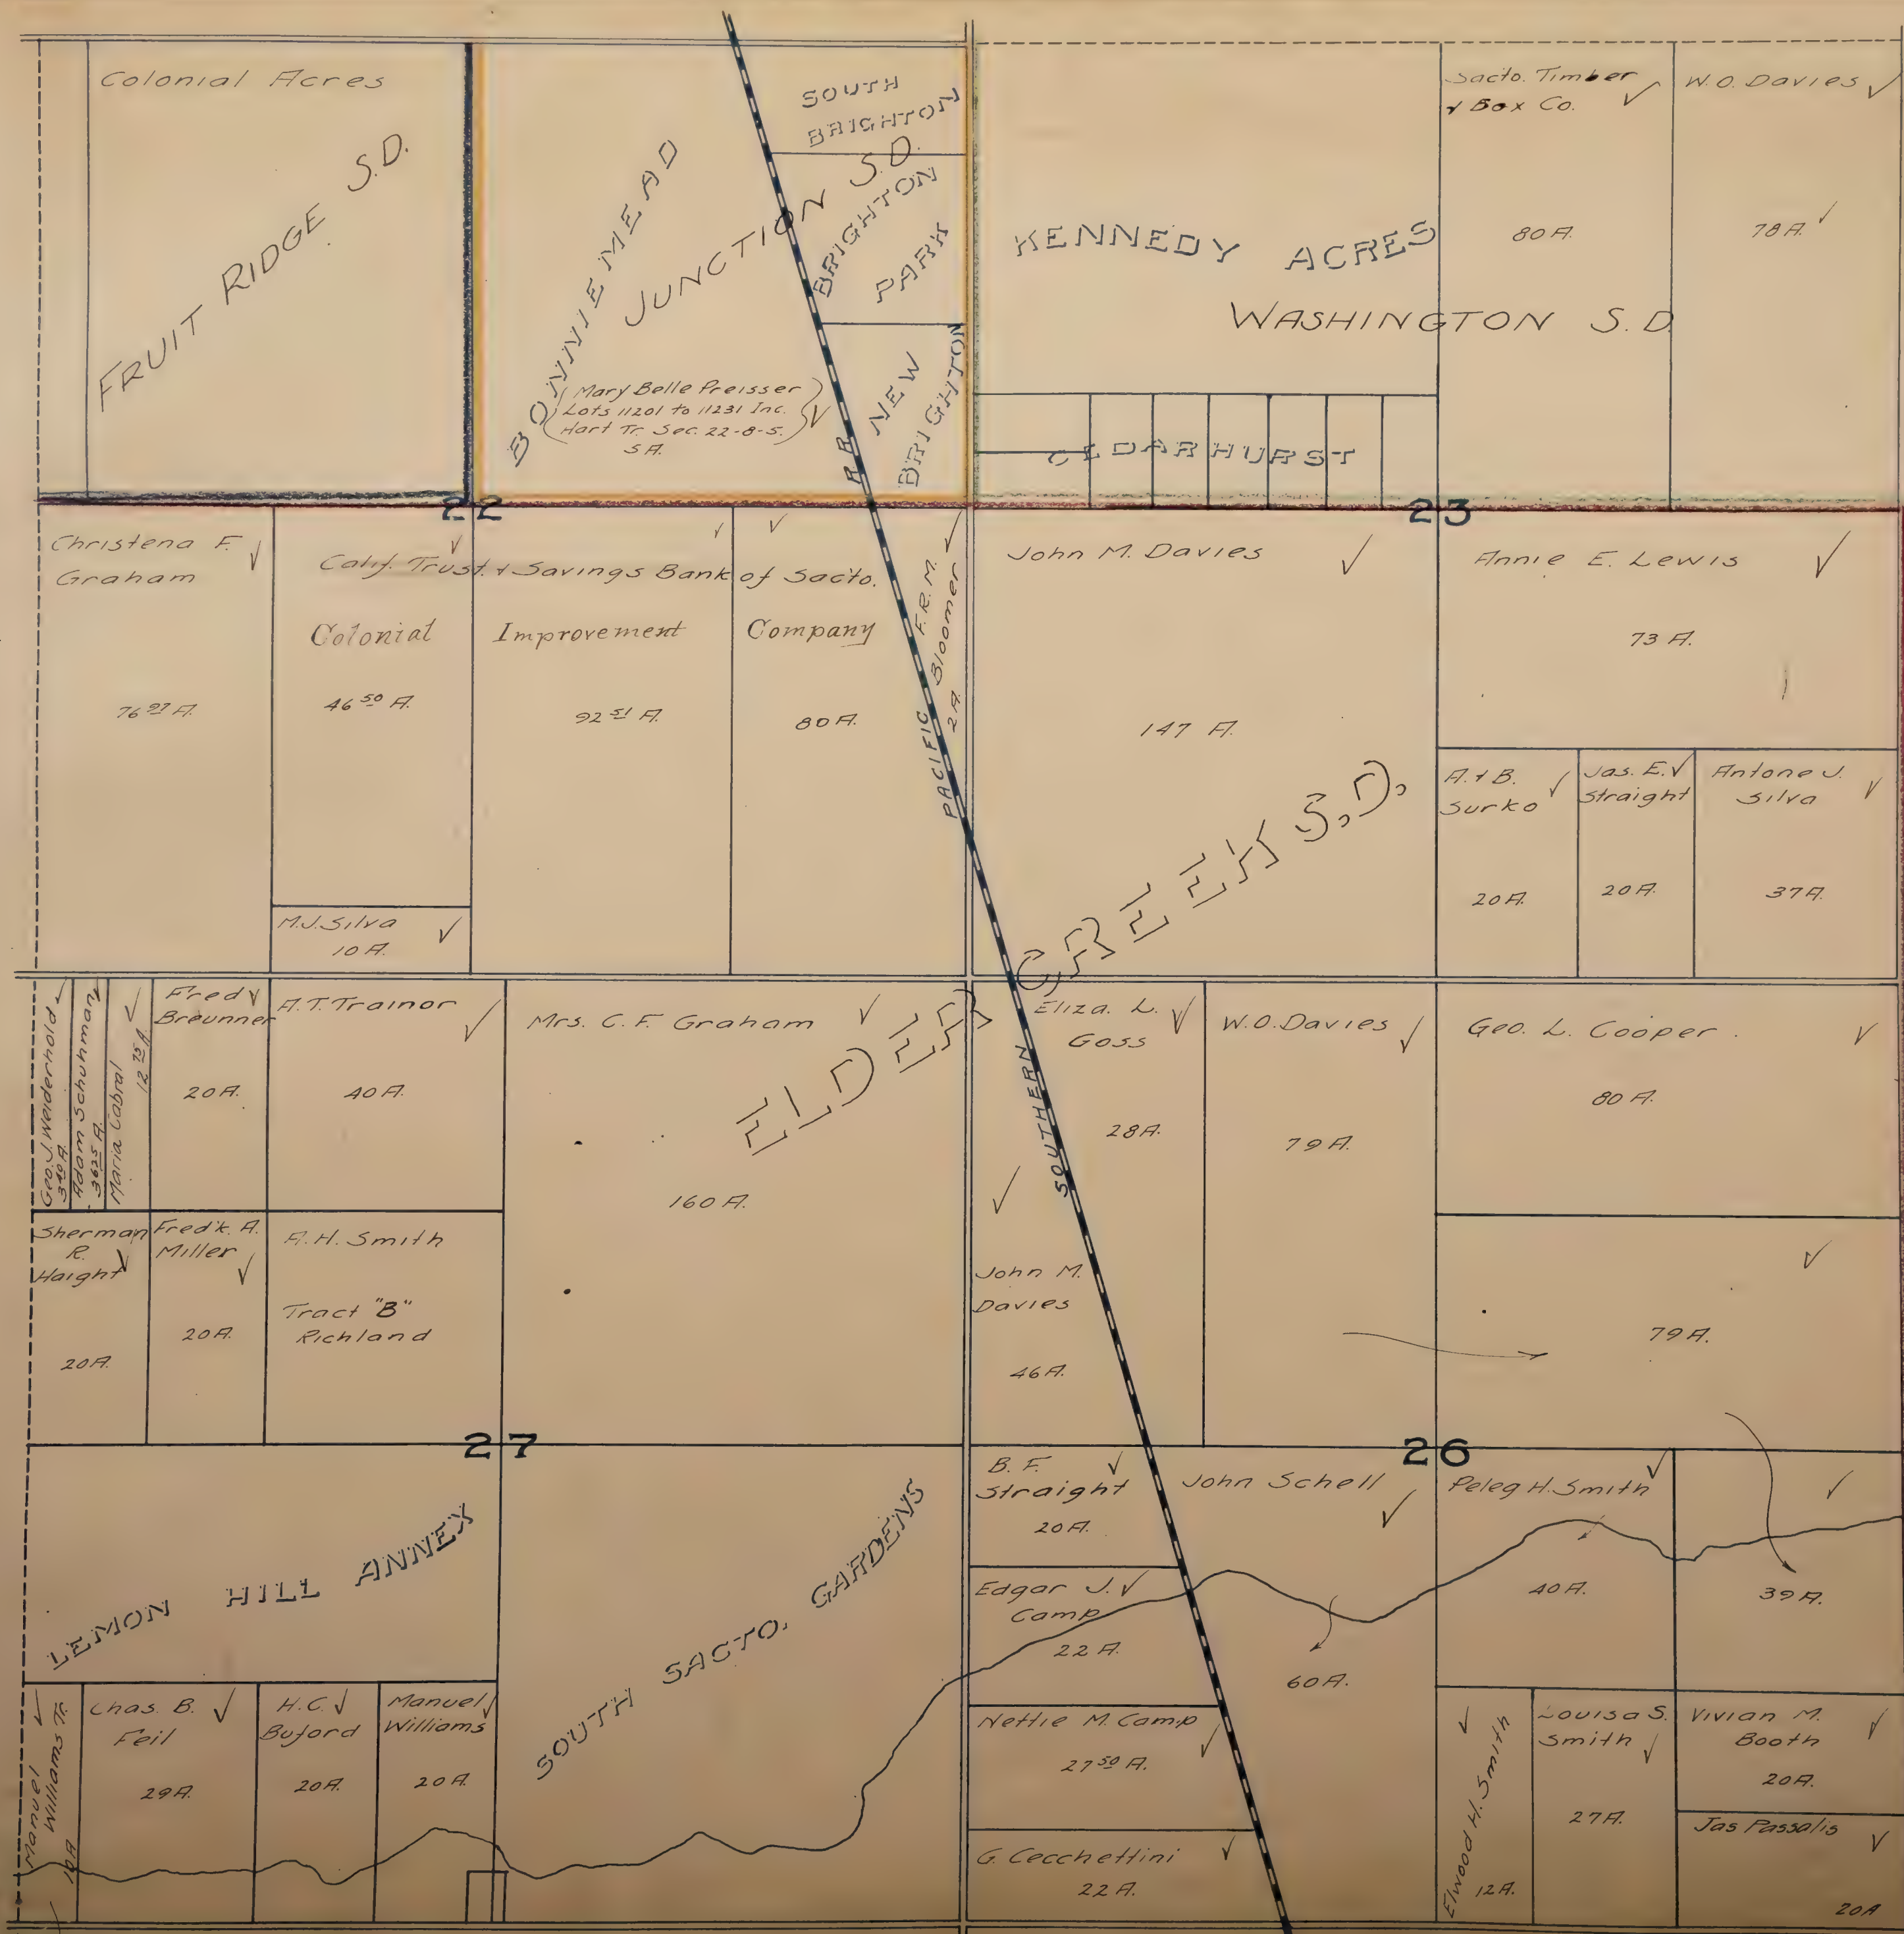 Colonial Acres
FRUIT RIDGE S.D.
BONNIEMEAD
JUNCTION S.D.
SOUTH
BRIGHTON
BRIGHTON
PARK
NEW
BRIGHTON
Mary Belle Preisser
Lots 11201 to 11231 Inc.
Hart Tr. Sec. 22-8-5.
5A.
R R
KENNEDY ACRES
WASHINGTON S.D.
CEDARHURST
Sacto. Timber
& Box Co.
80A.
W.O. Davies
78A.
22
23
Christena F.
Graham
76 97 A.
Calif. Trust & Savings Bank of Sacto.
Colonial Improvement Company
46 50 A.
92 51 A.
80A.
M.J. Silva
10A.
F.R.M.
Bloomer
2A.
PACIFIC
John M. Davies
147 A.
Annie E. Lewis
73 A.
A. & B.
Surko
20A.
Jas. E.
Straight
20A.
Antone J.
Silva
37A.
ELDER CREEK S.D.
Geo. J. Weiderhold
Adam Schuhman
3625 A.
Maria Cabral
12 75 A.
Fred
Breunner
20A.
A.T. Trainor
40A.
Mrs. C. F. Graham
160A.
Sherman
R.
Haight
20A.
Fred'k. A.
Miller
20A.
A.H. Smith
Tract "B"
Richland
Eliza. L.
Goss
28A.
SOUTHERN
W.O. Davies
79A.
Geo. L. Cooper
80A.
John M.
Davies
46A.
79A.
27
26
LEMON HILL ANNEX
SOUTH SACTO. GARDENS
B. F.
Straight
20A.
John Schell
60A.
Edgar J.
Camp
22A.
Nettie M. Camp
27 50 A.
G. Cecchettini
22A.
Peleg H. Smith
40A.
39A.
Manuel
Williams Tr.
19A
Chas. B.
Feil
29A.
H.C.
Buford
20A.
Manuel
Williams
20A.
Elwood H. Smith
12A.
Louisa S.
Smith
27A.
Vivian M.
Booth
20A.
Jas Passalis
20A